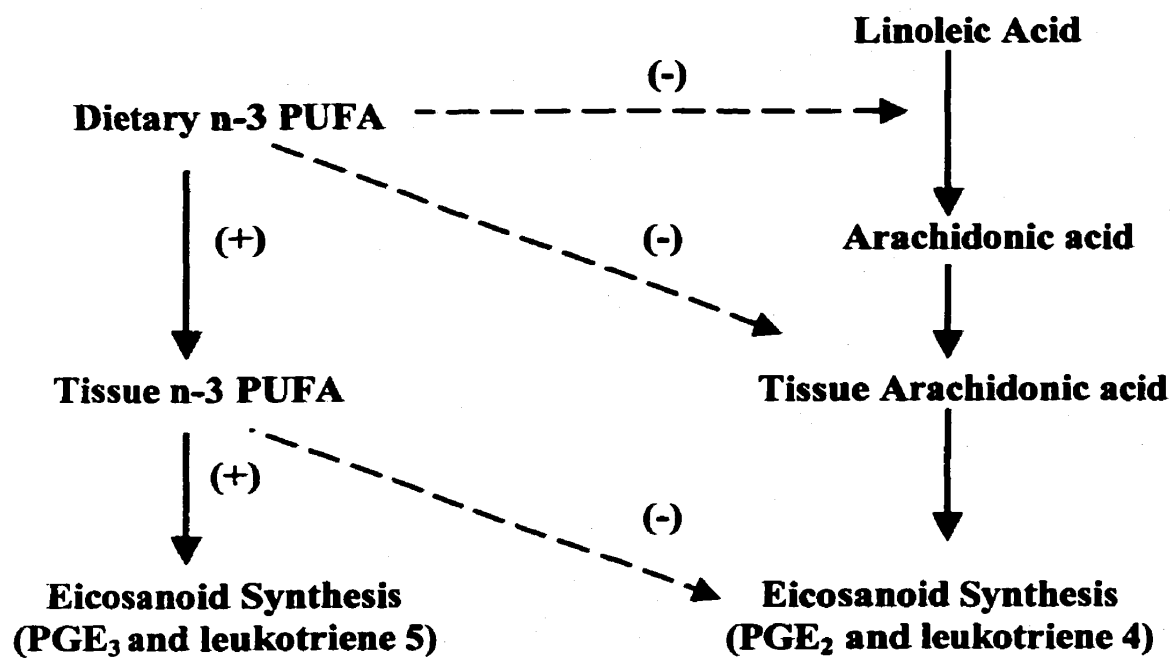 Linoleic Acid
(-)
Dietary n-3 PUFA
(+)
(-)
Arachidonic acid
Tissue n-3 PUFA
Tissue Arachidonic acid
(+)
(-)
Eicosanoid Synthesis
(PGE₃ and leukotriene 5)
Eicosanoid Synthesis
(PGE₂ and leukotriene 4)